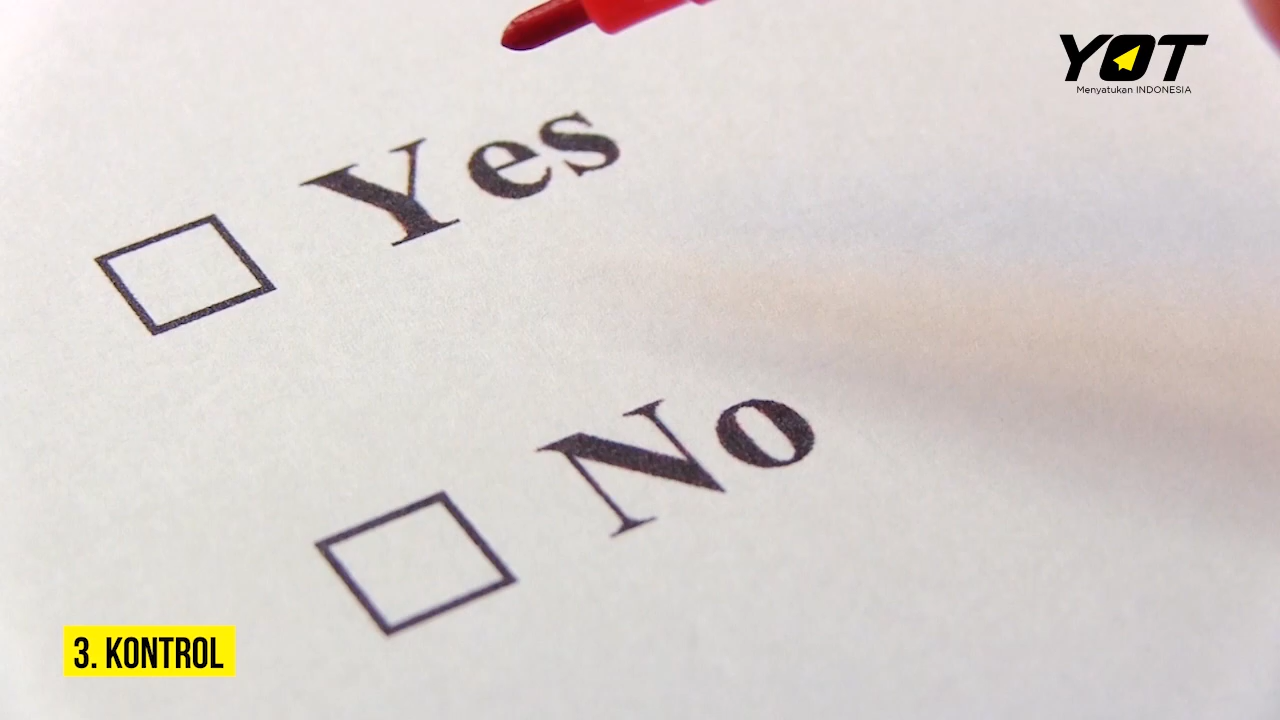 YOT
Menyatukan INDONESIA
Yes
No
3. KONTROL